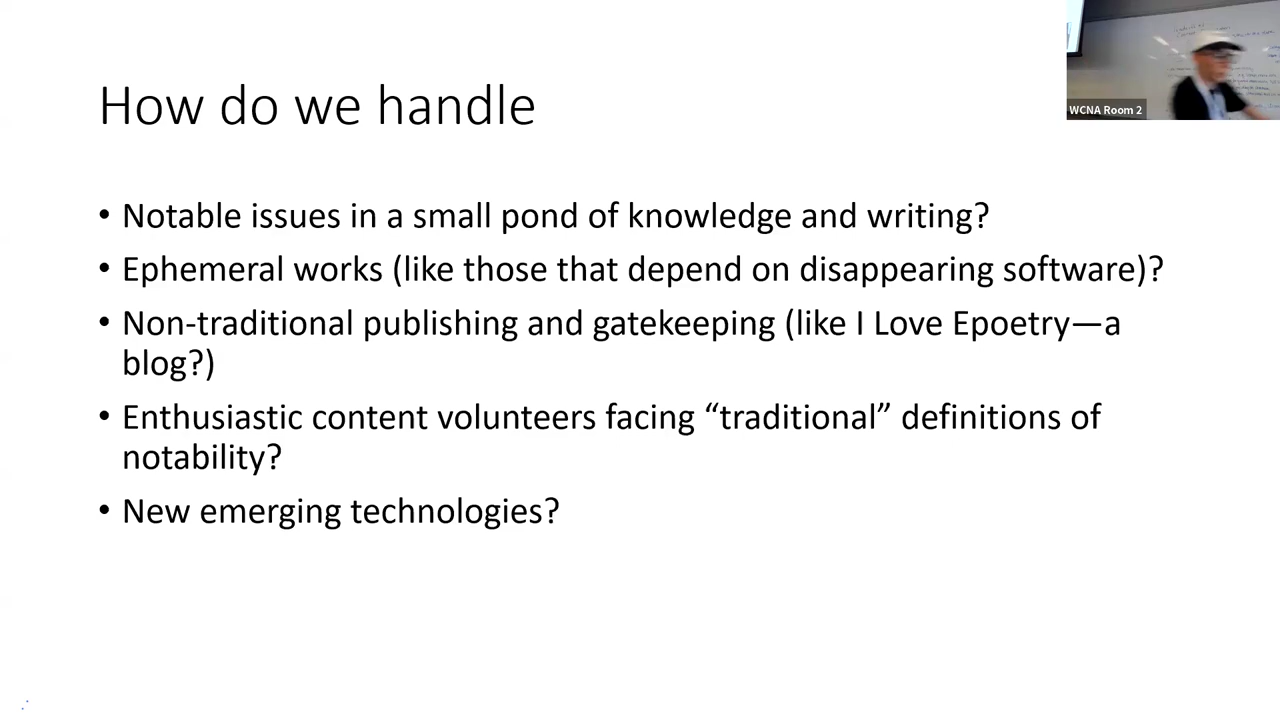 How do we handle
WCNA Room 2
• Notable issues in a small pond of knowledge and writing?
• Ephemeral works (like those that depend on disappearing software)?
• Non-traditional publishing and gatekeeping (like I Love Epoetry—a
blog?)
• Enthusiastic content volunteers facing “traditional” definitions of
notability?
• New emerging technologies?